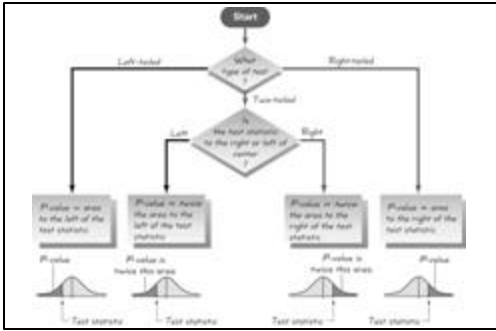 Start
What
type of test
?
Left-tailed
Right-tailed
Two-tailed
Is
the test statistic
to the right or left of
center
?
Left
Right
P-value = area
to the left of the
test statistic
P-value = twice
the area to the
left of the test
statistic
P-value = twice
the area to the
right of the test
statistic
P-value = area
to the right of the
test statistic
P-value
P-value is
twice this area.
P-value is
twice this area.
P-value
Test statistic
Test statistic
Test statistic
Test statistic